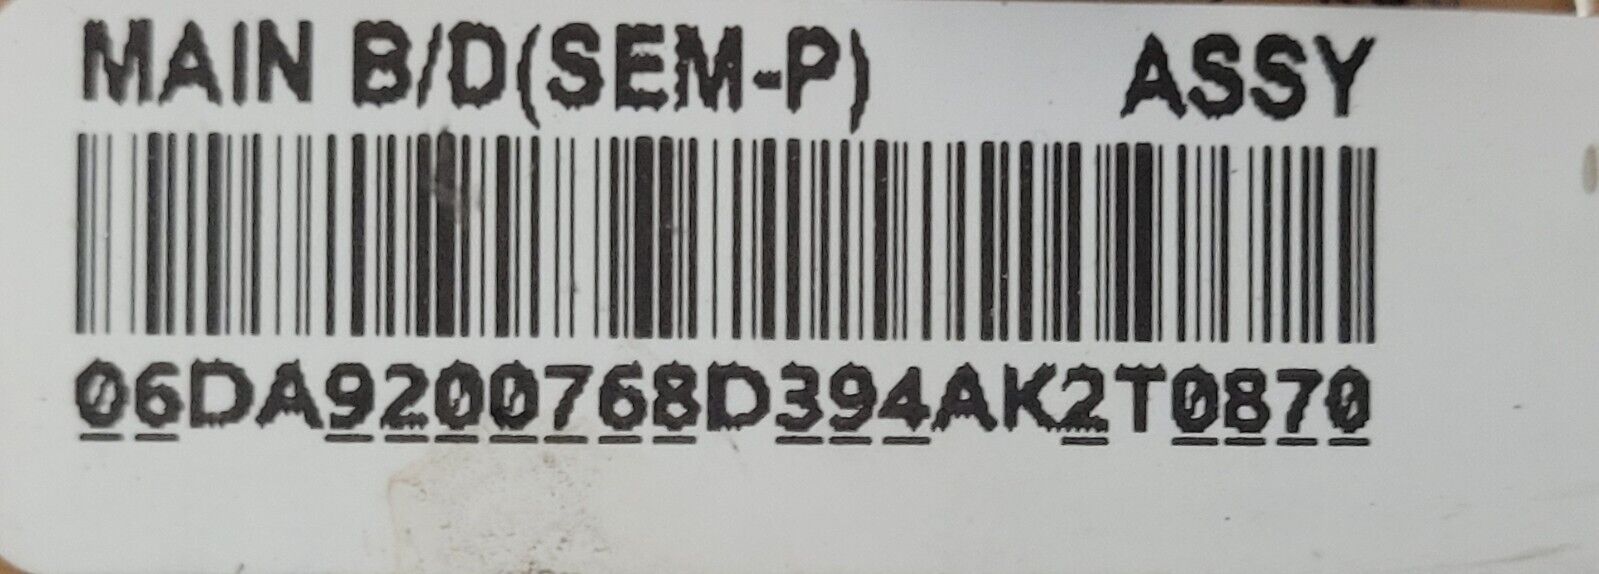 MAIN B/D(SEM-P) ASSY
06DA9200768D394AK2T0870